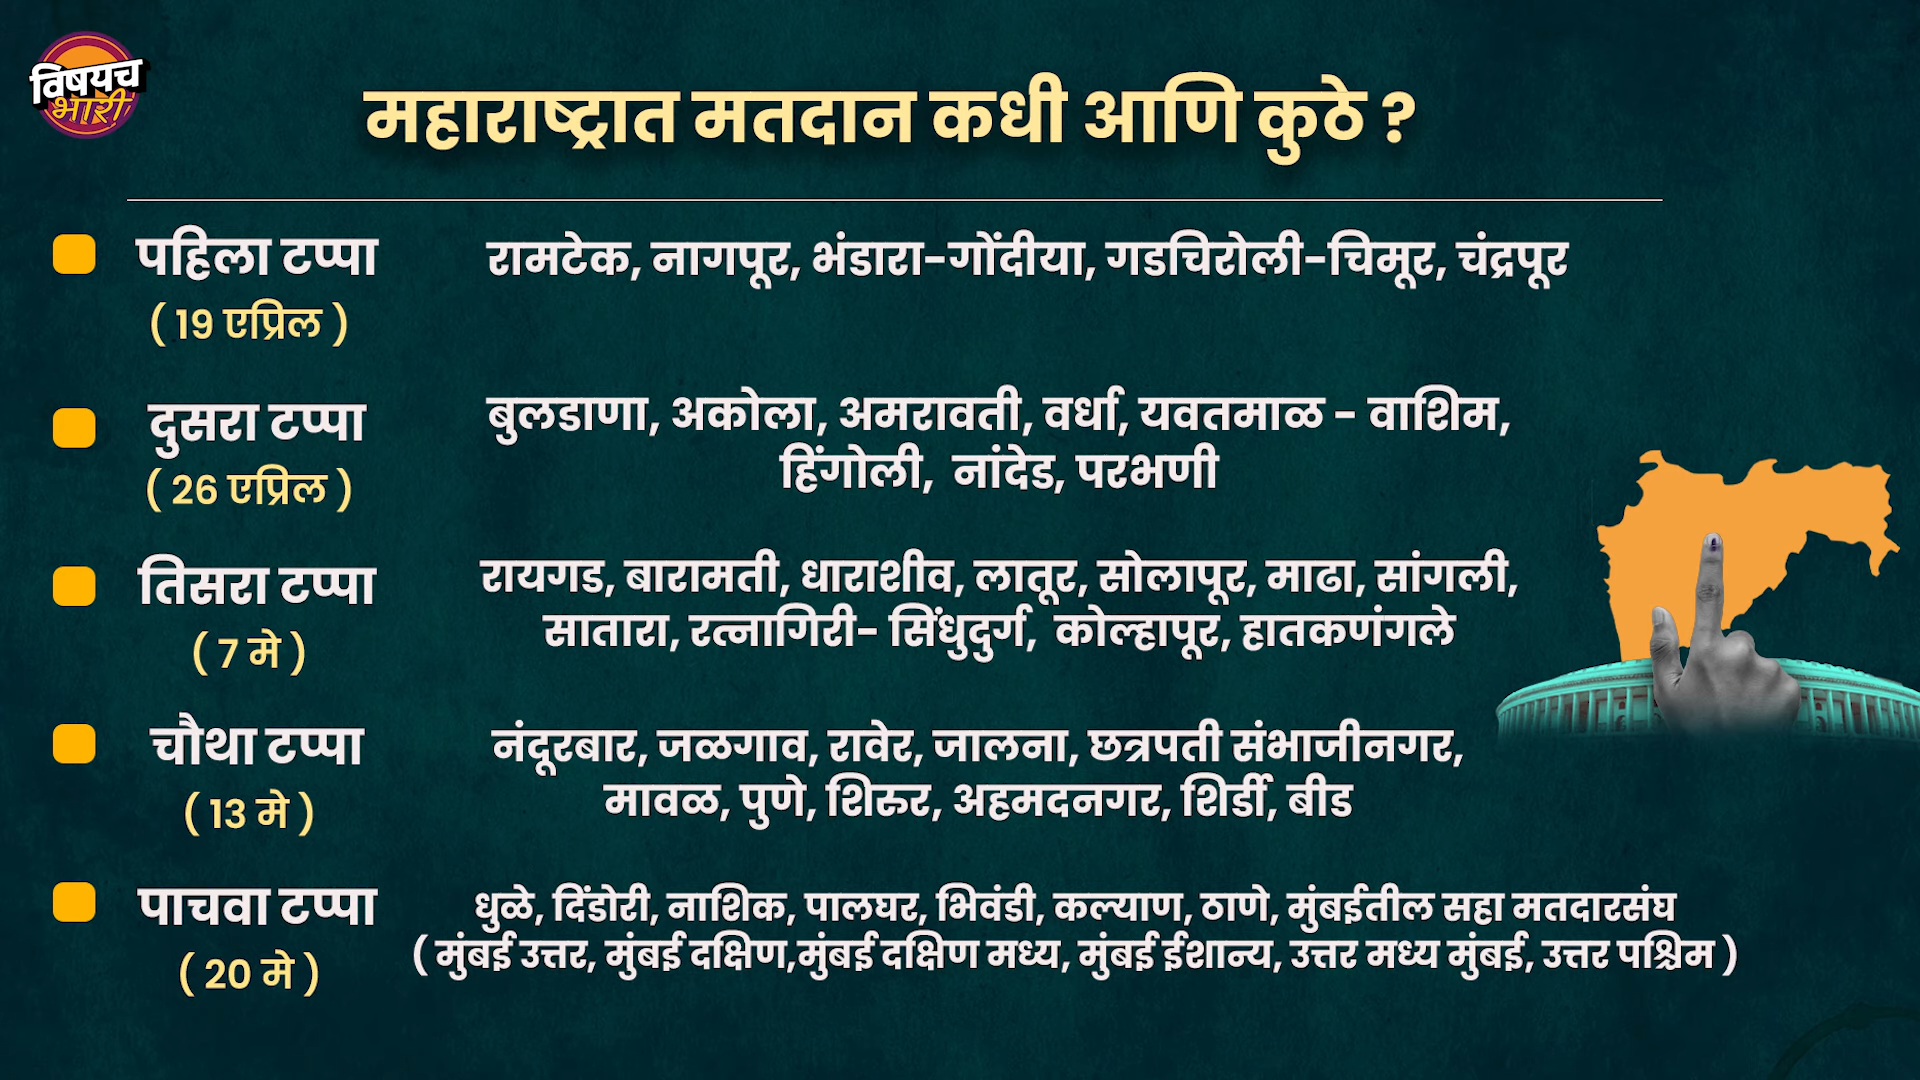 विषयच
भारी
महाराष्ट्रात मतदान कधी आणि कुठे ?
पहिला टप्पा
( 19 एप्रिल )
रामटेक, नागपूर, भंडारा-गोंदीया, गडचिरोली-चिमूर, चंद्रपूर
दुसरा टप्पा
( 26 एप्रिल )
बुलडाणा, अकोला, अमरावती, वर्धा, यवतमाळ - वाशिम,
हिंगोली, नांदेड, परभणी
तिसरा टप्पा
( 7 मे )
रायगड, बारामती, धाराशीव, लातूर, सोलापूर, माढा, सांगली,
सातारा, रत्नागिरी- सिंधुदुर्ग, कोल्हापूर, हातकणंगले
चौथा टप्पा
( 13 मे )
नंदूरबार, जळगाव, रावेर, जालना, छत्रपती संभाजीनगर,
मावळ, पुणे, शिरुर, अहमदनगर, शिर्डी, बीड
पाचवा टप्पा
( 20 मे )
धुळे, दिंडोरी, नाशिक, पालघर, भिवंडी, कल्याण, ठाणे, मुंबईतील सहा मतदारसंघ
( मुंबई उत्तर, मुंबई दक्षिण,मुंबई दक्षिण मध्य, मुंबई ईशान्य, उत्तर मध्य मुंबई, उत्तर पश्चिम )